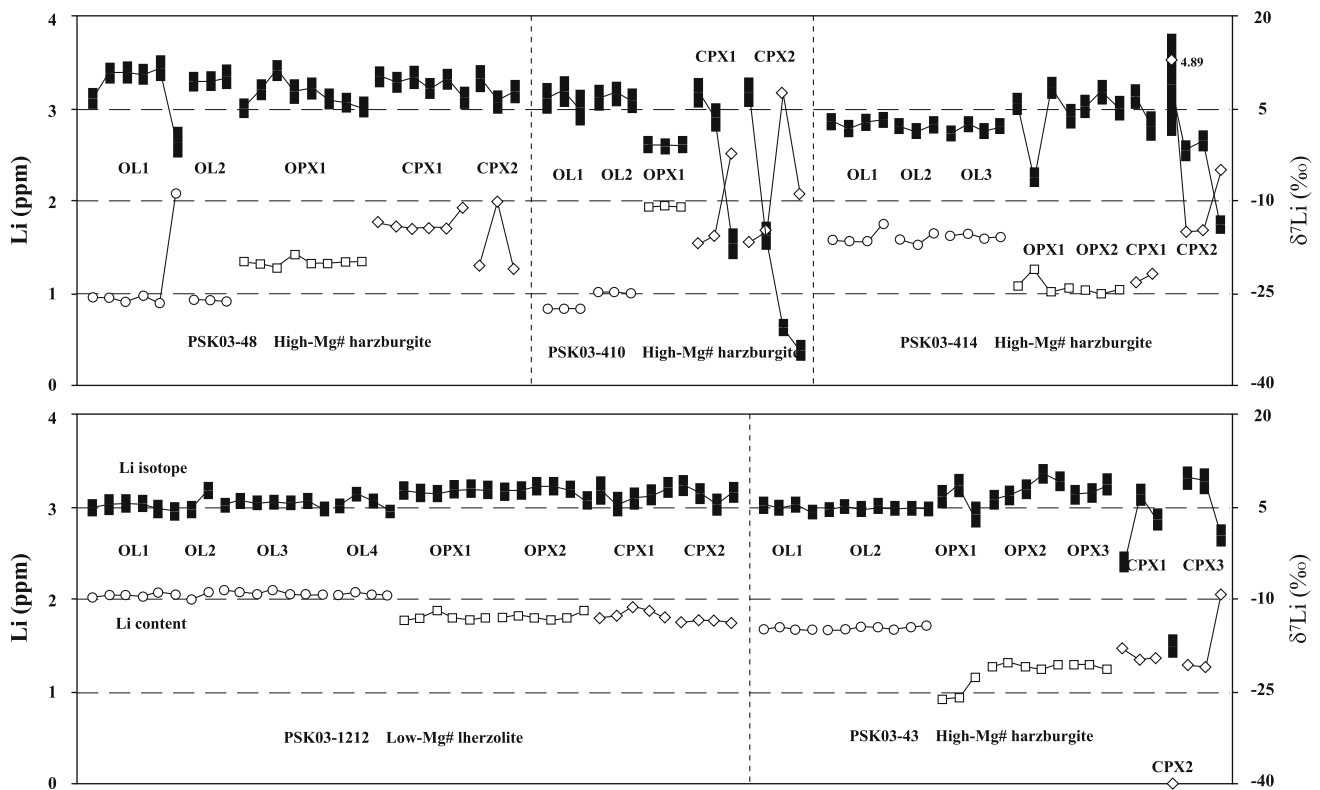 4
3
2
1
0
Li (ppm)
20
5
-10
-25
-40
δ⁷Li (‰)
CPX1 CPX2
4.89
OL1 OL2 OPX1 CPX1 CPX2
OL1 OL2 OPX1
OL1 OL2 OL3
OPX1 OPX2 CPX1 CPX2
PSK03-48 High-Mg# harzburgite
PSK03-410 High-Mg# harzburgite
PSK03-414 High-Mg# harzburgite
4
3
2
1
0
Li (ppm)
20
5
-10
-25
-40
δ⁷Li (‰)
Li isotope
OL1 OL2 OL3 OL4 OPX1 OPX2 CPX1 CPX2
OL1 OL2 OPX1 OPX2 OPX3
CPX1 CPX3
Li content
PSK03-1212 Low-Mg# lherzolite
PSK03-43 High-Mg# harzburgite
CPX2